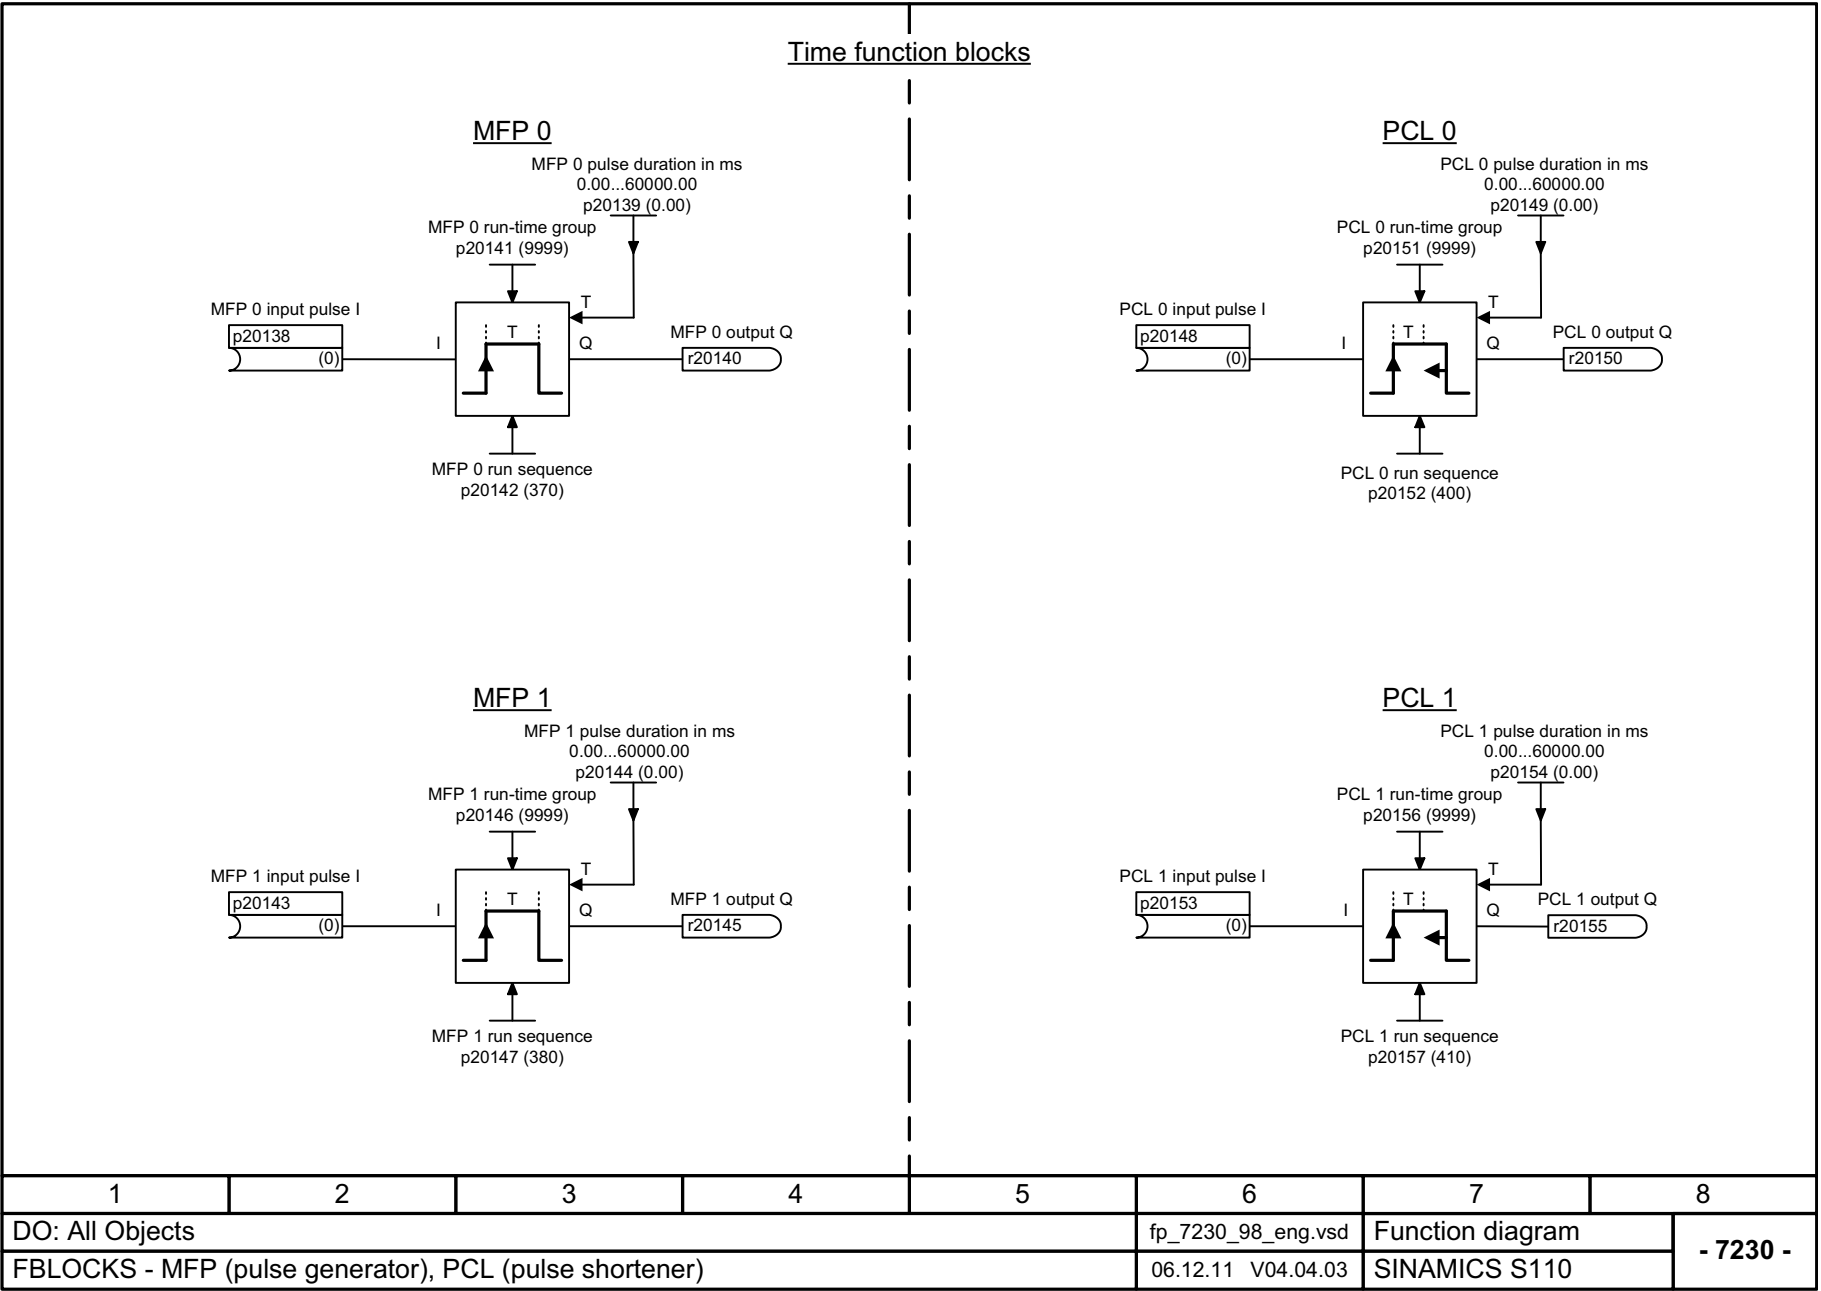 Time function blocks
MFP 0
MFP 0 pulse duration in ms
0.00...60000.00
p20139 (0.00)
MFP 0 run-time group
p20141 (9999)
MFP 0 input pulse I
p20138
(0)
I
T
T
Q
MFP 0 output Q
r20140
MFP 0 run sequence
p20142 (370)
PCL 0
PCL 0 pulse duration in ms
0.00...60000.00
p20149 (0.00)
PCL 0 run-time group
p20151 (9999)
PCL 0 input pulse I
p20148
(0)
I
T
T
Q
PCL 0 output Q
r20150
PCL 0 run sequence
p20152 (400)
MFP 1
MFP 1 pulse duration in ms
0.00...60000.00
p20144 (0.00)
MFP 1 run-time group
p20146 (9999)
MFP 1 input pulse I
p20143
(0)
I
T
T
Q
MFP 1 output Q
r20145
MFP 1 run sequence
p20147 (380)
PCL 1
PCL 1 pulse duration in ms
0.00...60000.00
p20154 (0.00)
PCL 1 run-time group
p20156 (9999)
PCL 1 input pulse I
p20153
(0)
I
T
T
Q
PCL 1 output Q
r20155
PCL 1 run sequence
p20157 (410)
1 2 3 4 5 6 7 8
DO: All Objects
fp_7230_98_eng.vsd
Function diagram
- 7230 -
FBLOCKS - MFP (pulse generator), PCL (pulse shortener)
06.12.11 V04.04.03
SINAMICS S110